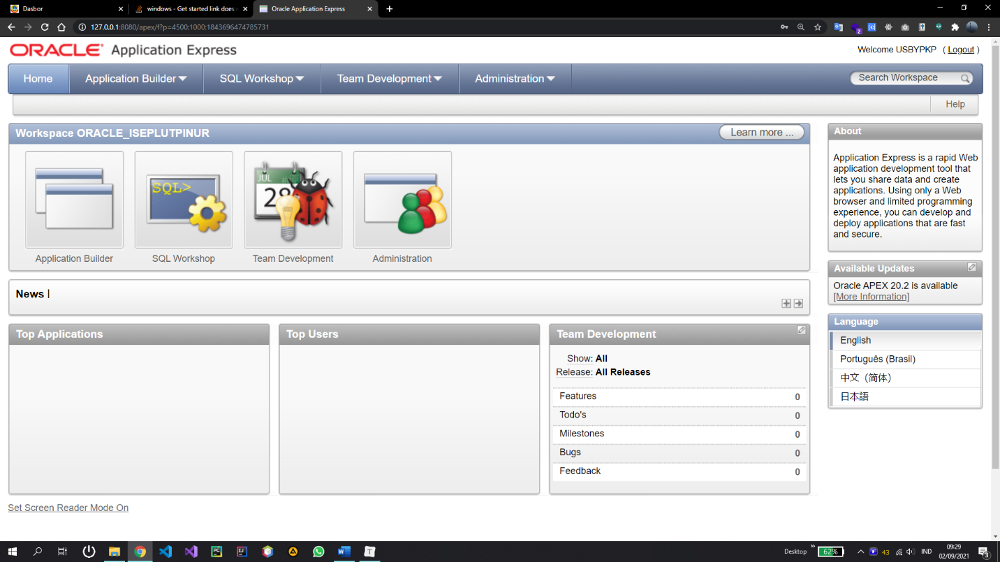 Dasbor
windows - Get started link does n
Oracle Application Express
127.0.0.1:8080/apex/f?p=4500:1000:1843696474785731
2
ORACLE® Application Express
Welcome USBYPKP ( Logout )
Home
Application Builder
SQL Workshop
Team Development
Administration
Search Workspace
Help
Workspace ORACLE_ISEPLUTPINUR
Learn more ...
SQL>
JUL
28
Application Builder
SQL Workshop
Team Development
Administration
About
Application Express is a rapid Web
application development tool that
lets you share data and create
applications. Using only a Web
browser and limited programming
experience, you can develop and
deploy applications that are fast
and secure.
Available Updates
Oracle APEX 20.2 is available
[More Information]
Language
English
Português (Brasil)
中文（简体）
日本語
News |
Top Applications
Top Users
Team Development
Show: All
Release: All Releases
Features 0
Todo's 0
Milestones 0
Bugs 0
Feedback 0
Set Screen Reader Mode On
Desktop
62%
43
IND
09:29
02/09/2021
3